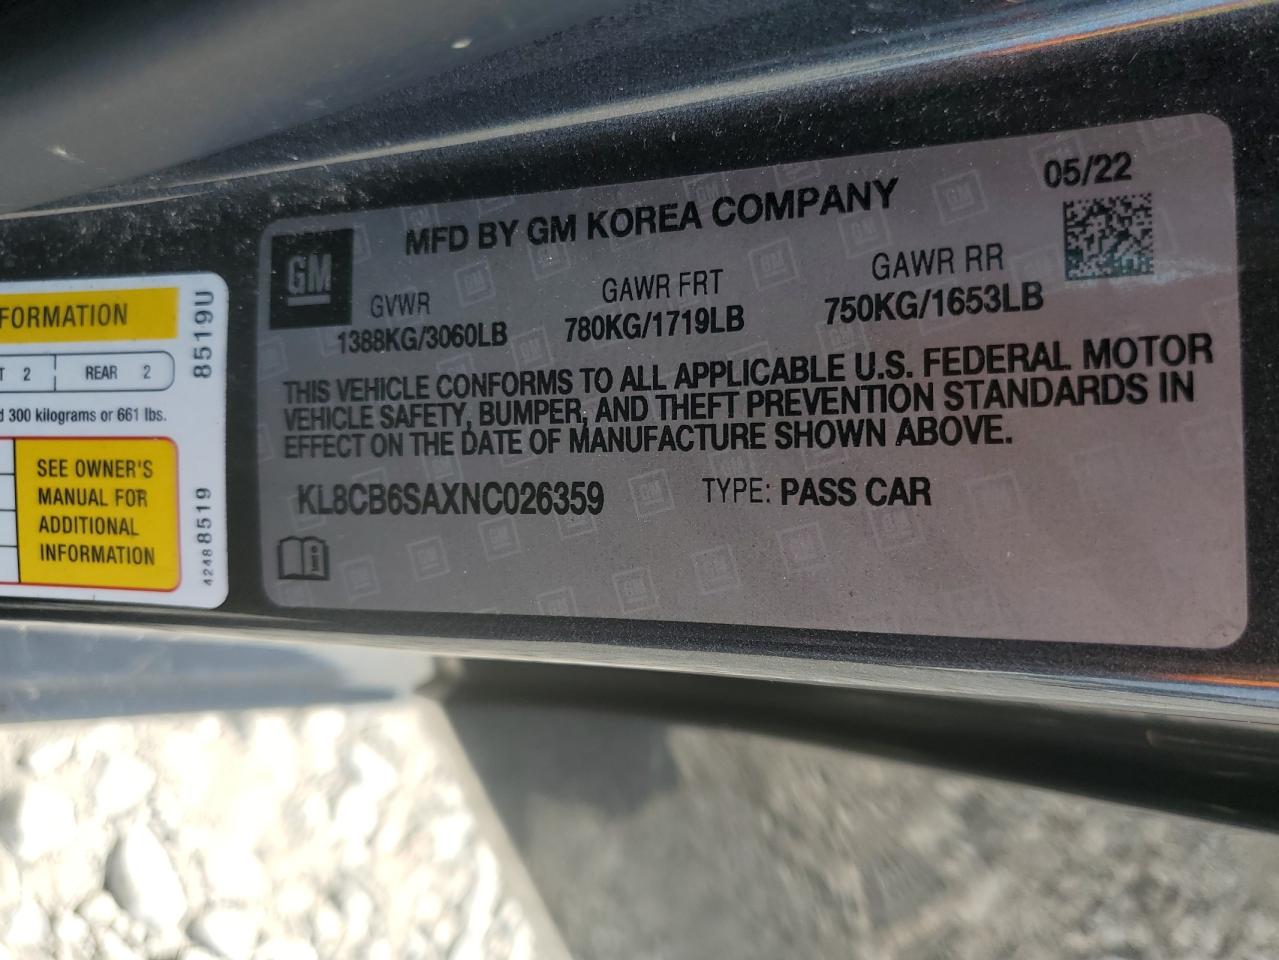 FORMATION
T 2 REAR 2
d 300 kilograms or 661 lbs.
SEE OWNER'S
MANUAL FOR
ADDITIONAL
INFORMATION
8519U
42488519
GM
MFD BY GM KOREA COMPANY
05/22
GVWR
1388KG/3060LB
GAWR FRT
780KG/1719LB
GAWR RR
750KG/1653LB
THIS VEHICLE CONFORMS TO ALL APPLICABLE U.S. FEDERAL MOTOR
VEHICLE SAFETY, BUMPER, AND THEFT PREVENTION STANDARDS IN
EFFECT ON THE DATE OF MANUFACTURE SHOWN ABOVE.
KL8CB6SAXNC026359 TYPE: PASS CAR